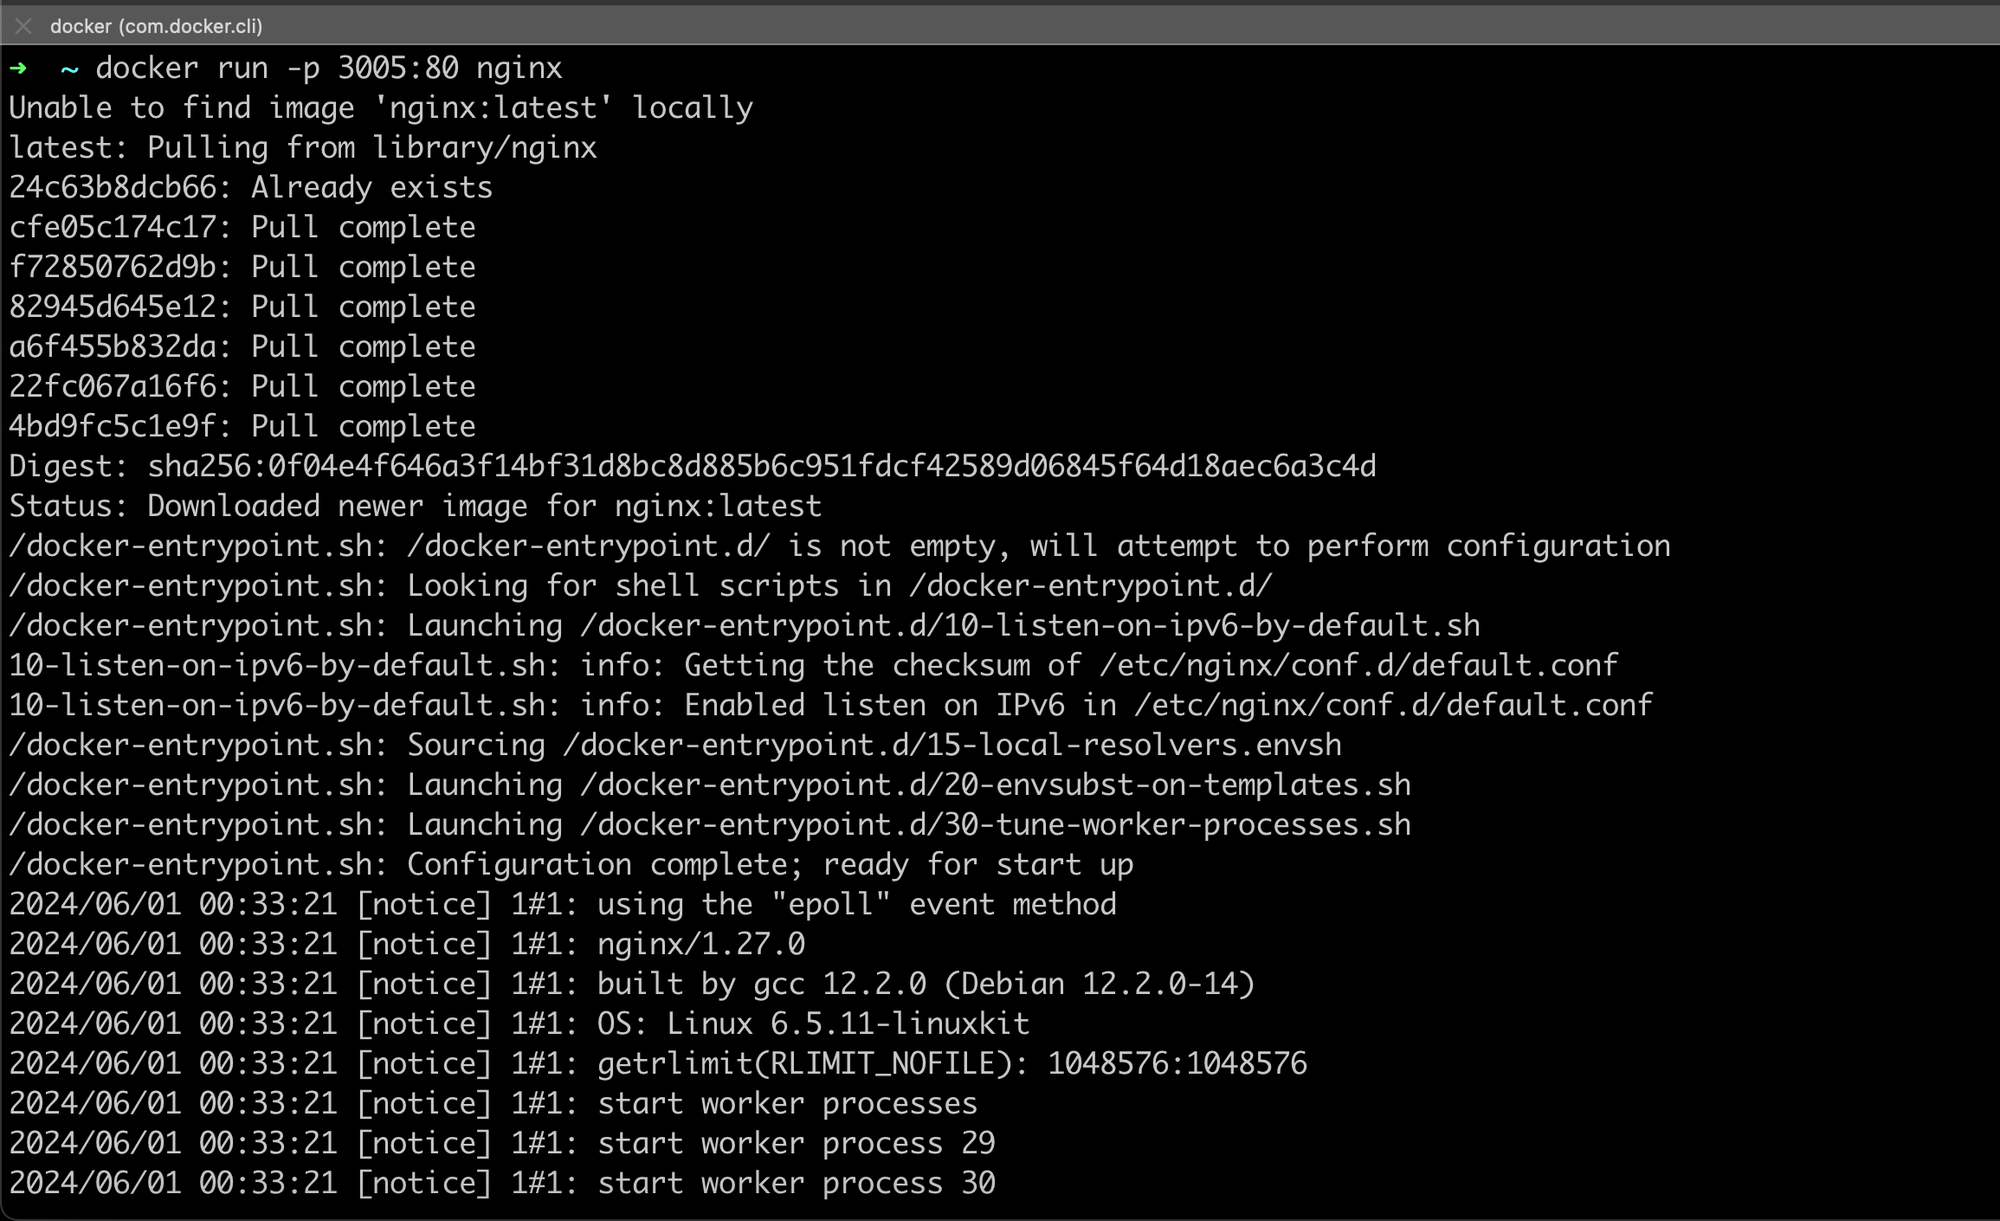 docker (com.docker.cli)
➜ ~ docker run -p 3005:80 nginx
Unable to find image 'nginx:latest' locally
latest: Pulling from library/nginx
24c63b8dcb66: Already exists
cfe05c174c17: Pull complete
f72850762d9b: Pull complete
82945d645e12: Pull complete
a6f455b832da: Pull complete
22fc067a16f6: Pull complete
4bd9fc5c1e9f: Pull complete
Digest: sha256:0f04e4f646a3f14bf31d8bc8d885b6c951fdcf42589d06845f64d18aec6a3c4d
Status: Downloaded newer image for nginx:latest
/docker-entrypoint.sh: /docker-entrypoint.d/ is not empty, will attempt to perform configuration
/docker-entrypoint.sh: Looking for shell scripts in /docker-entrypoint.d/
/docker-entrypoint.sh: Launching /docker-entrypoint.d/10-listen-on-ipv6-by-default.sh
10-listen-on-ipv6-by-default.sh: info: Getting the checksum of /etc/nginx/conf.d/default.conf
10-listen-on-ipv6-by-default.sh: info: Enabled listen on IPv6 in /etc/nginx/conf.d/default.conf
/docker-entrypoint.sh: Sourcing /docker-entrypoint.d/15-local-resolvers.envsh
/docker-entrypoint.sh: Launching /docker-entrypoint.d/20-envsubst-on-templates.sh
/docker-entrypoint.sh: Launching /docker-entrypoint.d/30-tune-worker-processes.sh
/docker-entrypoint.sh: Configuration complete; ready for start up
2024/06/01 00:33:21 [notice] 1#1: using the "epoll" event method
2024/06/01 00:33:21 [notice] 1#1: nginx/1.27.0
2024/06/01 00:33:21 [notice] 1#1: built by gcc 12.2.0 (Debian 12.2.0-14)
2024/06/01 00:33:21 [notice] 1#1: OS: Linux 6.5.11-linuxkit
2024/06/01 00:33:21 [notice] 1#1: getrlimit(RLIMIT_NOFILE): 1048576:1048576
2024/06/01 00:33:21 [notice] 1#1: start worker processes
2024/06/01 00:33:21 [notice] 1#1: start worker process 29
2024/06/01 00:33:21 [notice] 1#1: start worker process 30